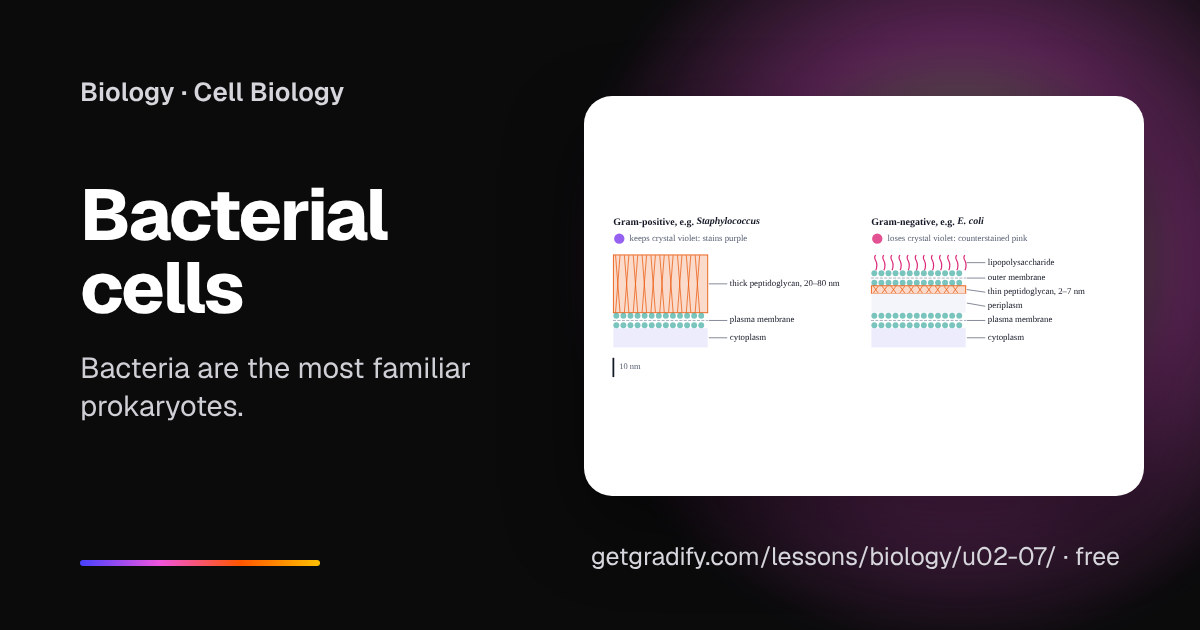 Biology · Cell Biology
Bacterial
cells
Bacteria are the most familiar
prokaryotes.
Gram-positive, e.g. Staphylococcus
keeps crystal violet: stains purple
thick peptidoglycan, 20–80 nm
plasma membrane
cytoplasm
10 nm
Gram-negative, e.g. E. coli
loses crystal violet: counterstained pink
lipopolysaccharide
outer membrane
thin peptidoglycan, 2–7 nm
periplasm
plasma membrane
cytoplasm
getgradify.com/lessons/biology/u02-07/ · free